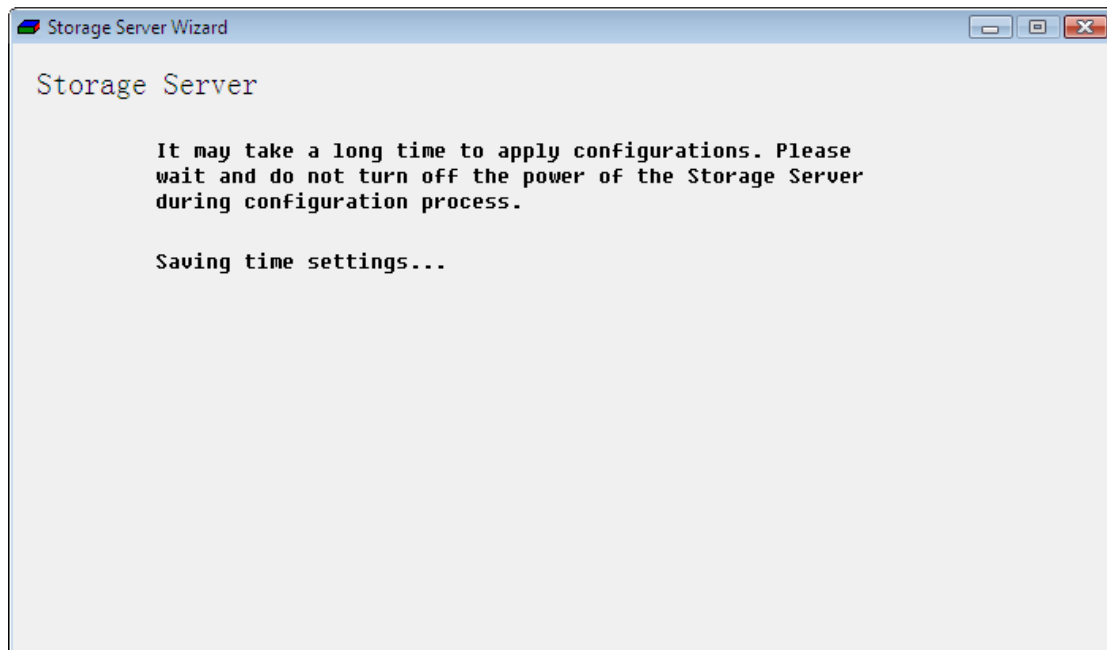 Storage Server Wizard
Storage Server
It may take a long time to apply configurations. Please
wait and do not turn off the power of the Storage Server
during configuration process.
Saving time settings...